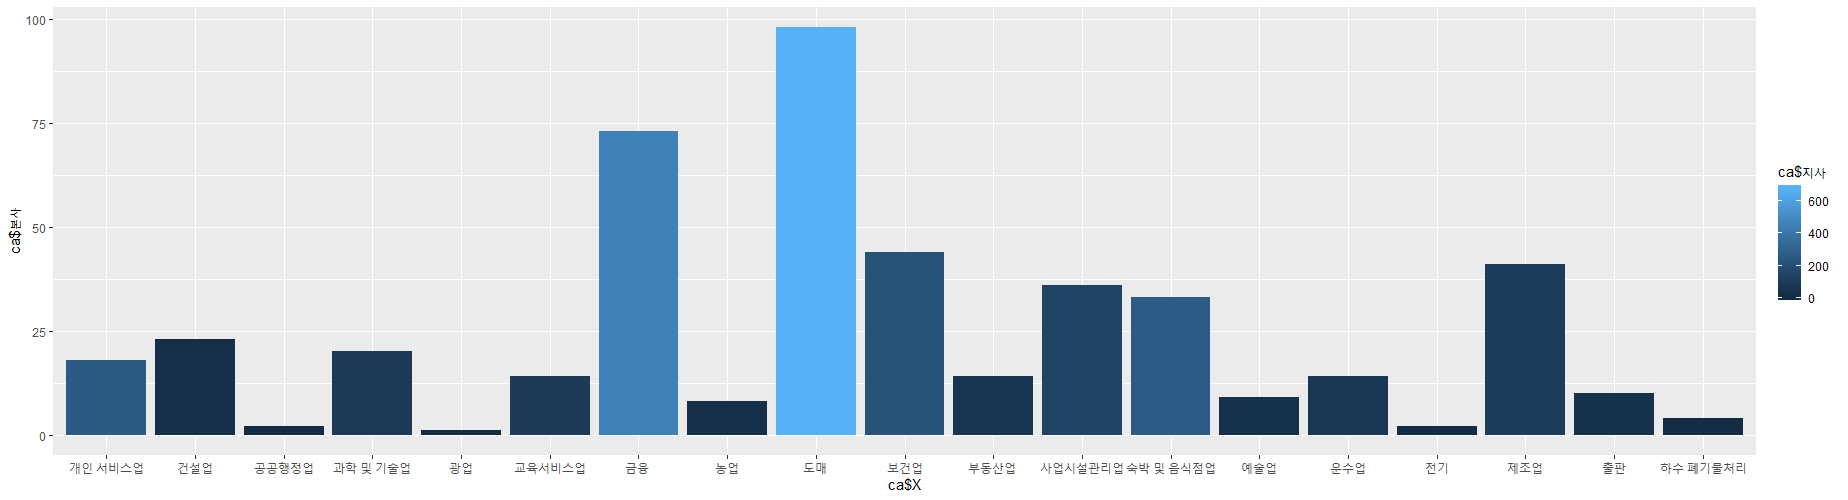 100
75
50
25
0
ca$본사
개인 서비스업 건설업 공공행정업 과학 및 기술업 광업 교육서비스업 금융 농업 도매 보건업 부동산업 사업시설관리업 숙박 및 음식점업 예술업 운수업 전기 제조업 출판 하수 폐기물처리
ca$X
ca$지사
600
400
200
0